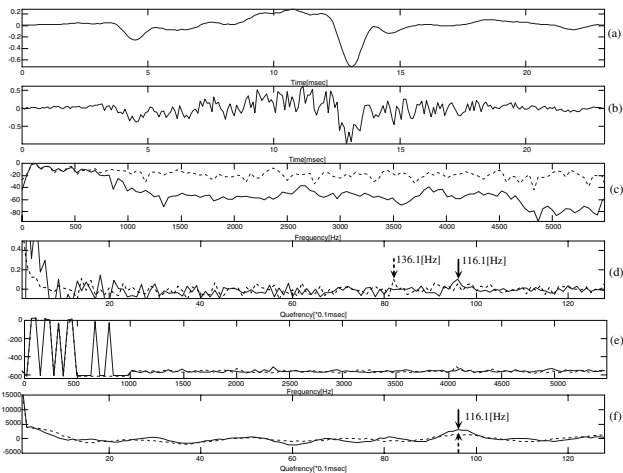 0.2
0
-0.2
-0.4
-0.6
0 5 10 15 20
Time[msec]
(a)
0.5
0
-0.5
0 5 10 15 20
Time[msec]
(b)
0
-20
-40
-60
-80
0 500 1000 1500 2000 2500 3000 3500 4000 4500 5000
Frequency[Hz]
(c)
0.4
0.2
0
20 40 60 80 100 120
Quefrency[*0.1msec]
136.1[Hz]
116.1[Hz]
(d)
0
-200
-400
-600
0 500 1000 1500 2000 2500 3000 3500 4000 4500 5000
Frequency[Hz]
(e)
15000
10000
5000
0
-5000
20 40 60 80 100 120
Quefrency[*0.1msec]
116.1[Hz]
(f)